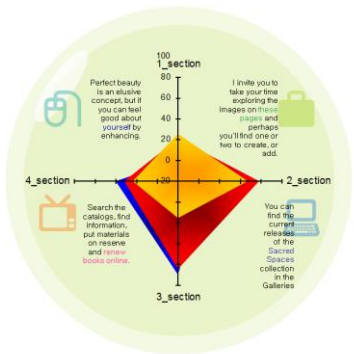 100
1_section
80
60
40
20
0
-20
Perfect beauty
is an elusive
concept, but if
you can feel
good about
yourself by
enhancing.
I invite you to
take your time
exploring the
images on these
pages and
perhaps
you'll find one or
two to create, or
add.
4_section
2_section
Search the
catalogs, find
information,
put materials
on reserve
and renew
books online.
You can
find the
current
releases
of the
Sacred
Spaces
collection
in the
Galleries
3_section